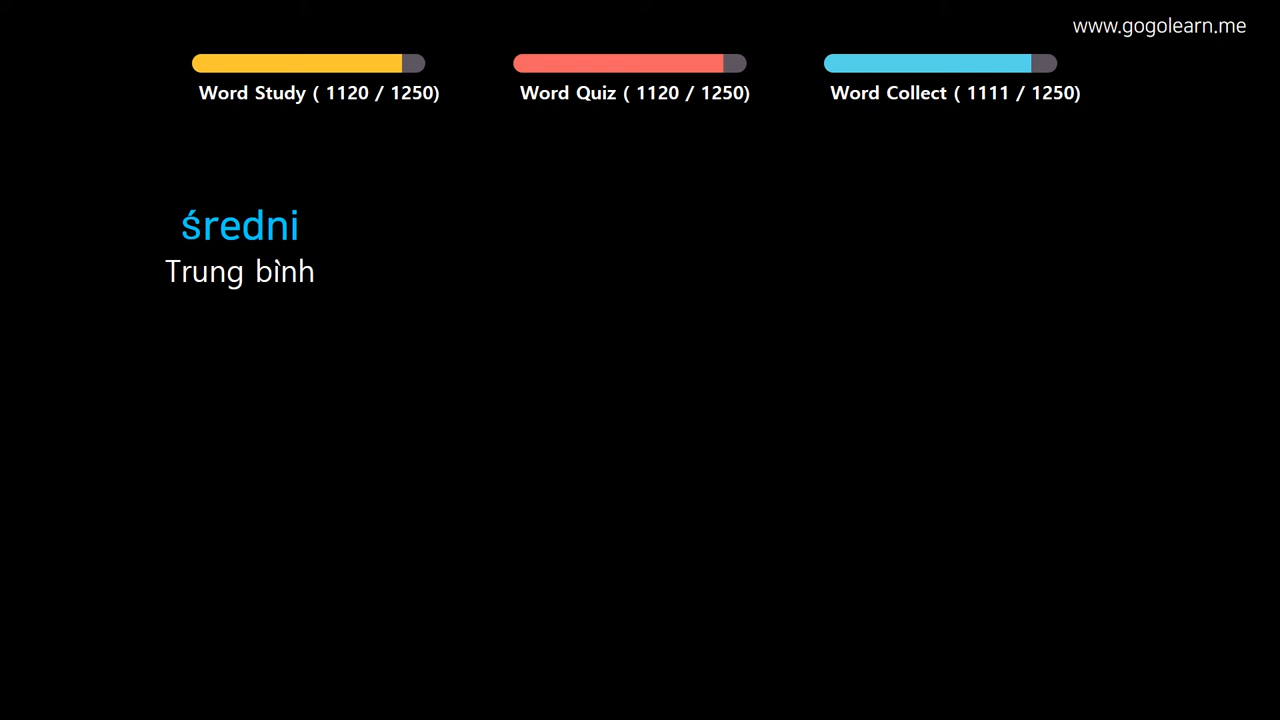 www.gogolearn.me
Word Study ( 1120 / 1250)
Word Quiz ( 1120 / 1250)
Word Collect ( 1111 / 1250)
średni
Trung bình